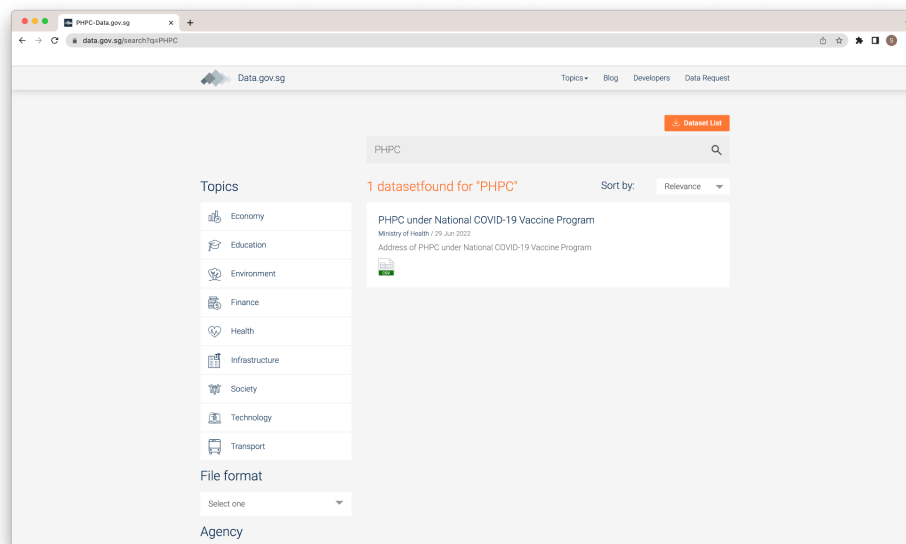 PHPC-Data.gov.sg
data.gov.sg/search?q=PHPC
S
Data.gov.sg
Topics
Blog
Developers
Data Request
Dataset List
PHPC
Topics
1 datasetfound for "PHPC"
Sort by:
Relevance
Economy
Education
Environment
Finance
Health
Infrastructure
Society
Technology
Transport
PHPC under National COVID-19 Vaccine Program
Ministry of Health / 29 Jun 2022
Address of PHPC under National COVID-19 Vaccine Program
CSV
File format
Select one
Agency